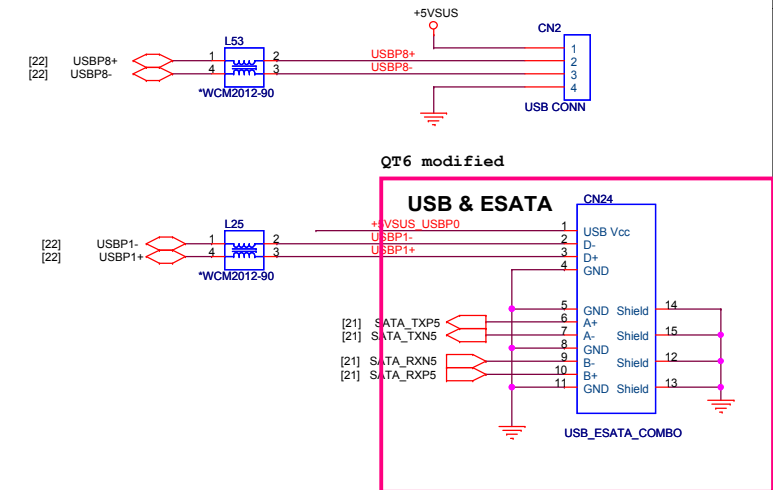 +5VSUS
CN2
L53
[22] USBP8+ 1 2 USBP8+ 1
[22] USBP8- 4 3 USBP8- 2
3
4
*WCM2012-90
USB CONN
QT6 modified
USB & ESATA
CN24
L25
+5VSUS_USBP0 1 USB Vcc
[22] USBP1- 1 2 USBP1- 2 D-
[22] USBP1+ 4 3 USBP1+ 3 D+
4 GND
*WCM2012-90
5 GND Shield 14
[21] SATA_TXP5 6 A+
[21] SATA_TXN5 7 A- Shield 15
8 GND
[21] SATA_RXN5 9 B- Shield 12
[21] SATA_RXP5 10 B+
11 GND Shield 13
USB_ESATA_COMBO